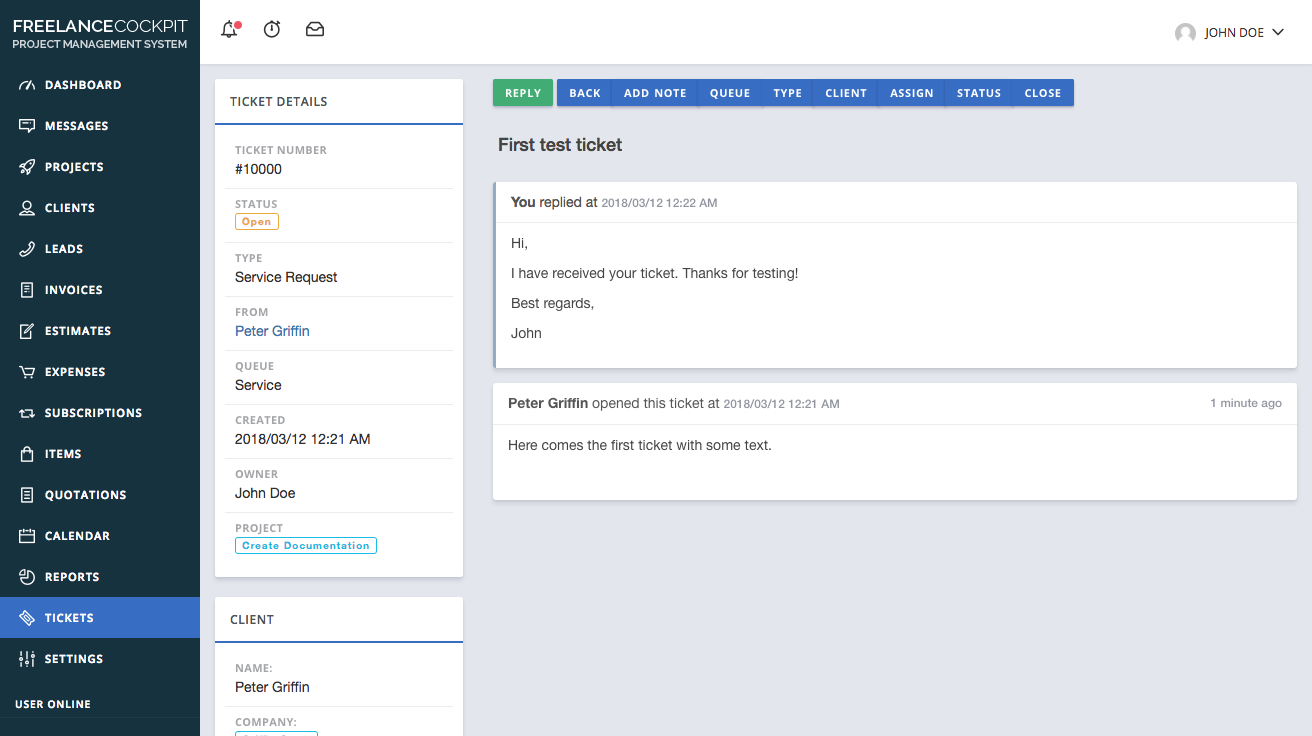 FREELANCECOCKPIT
PROJECT MANAGEMENT SYSTEM
DASHBOARD
MESSAGES
PROJECTS
CLIENTS
LEADS
INVOICES
ESTIMATES
EXPENSES
SUBSCRIPTIONS
ITEMS
QUOTATIONS
CALENDAR
REPORTS
TICKETS
SETTINGS
USER ONLINE
JOHN DOE
TICKET DETAILS
TICKET NUMBER
#10000
STATUS
Open
TYPE
Service Request
FROM
Peter Griffin
QUEUE
Service
CREATED
2018/03/12 12:21 AM
OWNER
John Doe
PROJECT
Create Documentation
CLIENT
NAME:
Peter Griffin
COMPANY:
REPLY BACK ADD NOTE QUEUE TYPE CLIENT ASSIGN STATUS CLOSE
First test ticket
You replied at 2018/03/12 12:22 AM
Hi,
I have received your ticket. Thanks for testing!
Best regards,
John
Peter Griffin opened this ticket at 2018/03/12 12:21 AM 1 minute ago
Here comes the first ticket with some text.